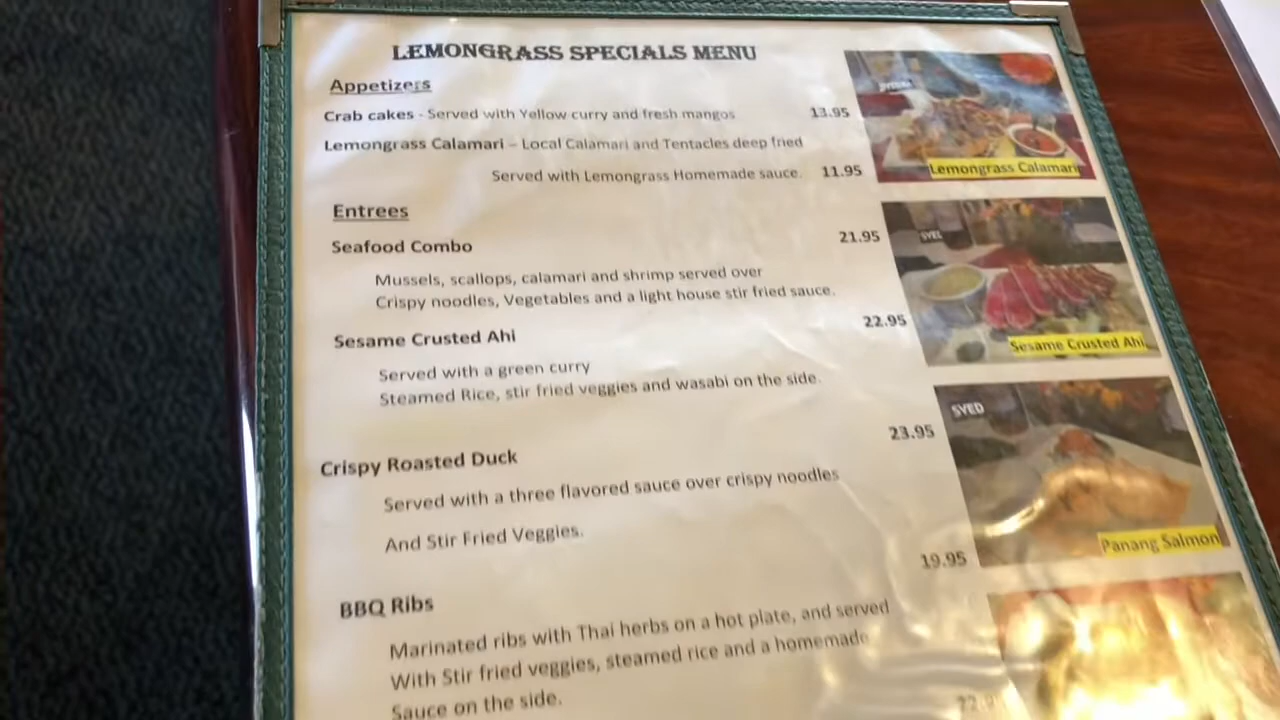 LEMONGRASS SPECIALS MENU
Appetizers
Crab cakes - Served with Yellow curry and fresh mangos 13.95
Lemongrass Calamari – Local Calamari and Tentacles deep fried
Served with Lemongrass Homemade sauce. 11.95
Lemongrass Calamari
Entrees
Seafood Combo 21.95
Mussels, scallops, calamari and shrimp served over
Crispy noodles, Vegetables and a light house stir fried sauce.
Sesame Crusted Ahi 22.95
Served with a green curry
Steamed Rice, stir fried veggies and wasabi on the side.
Sesame Crusted Ahi
SYED
Crispy Roasted Duck 23.95
Served with a three flavored sauce over crispy noodles
And Stir Fried Veggies.
Panang Salmon
BBQ Ribs 19.95
Marinated ribs with Thai herbs on a hot plate, and served
With Stir fried veggies, steamed rice and a homemade
Sauce on the side.